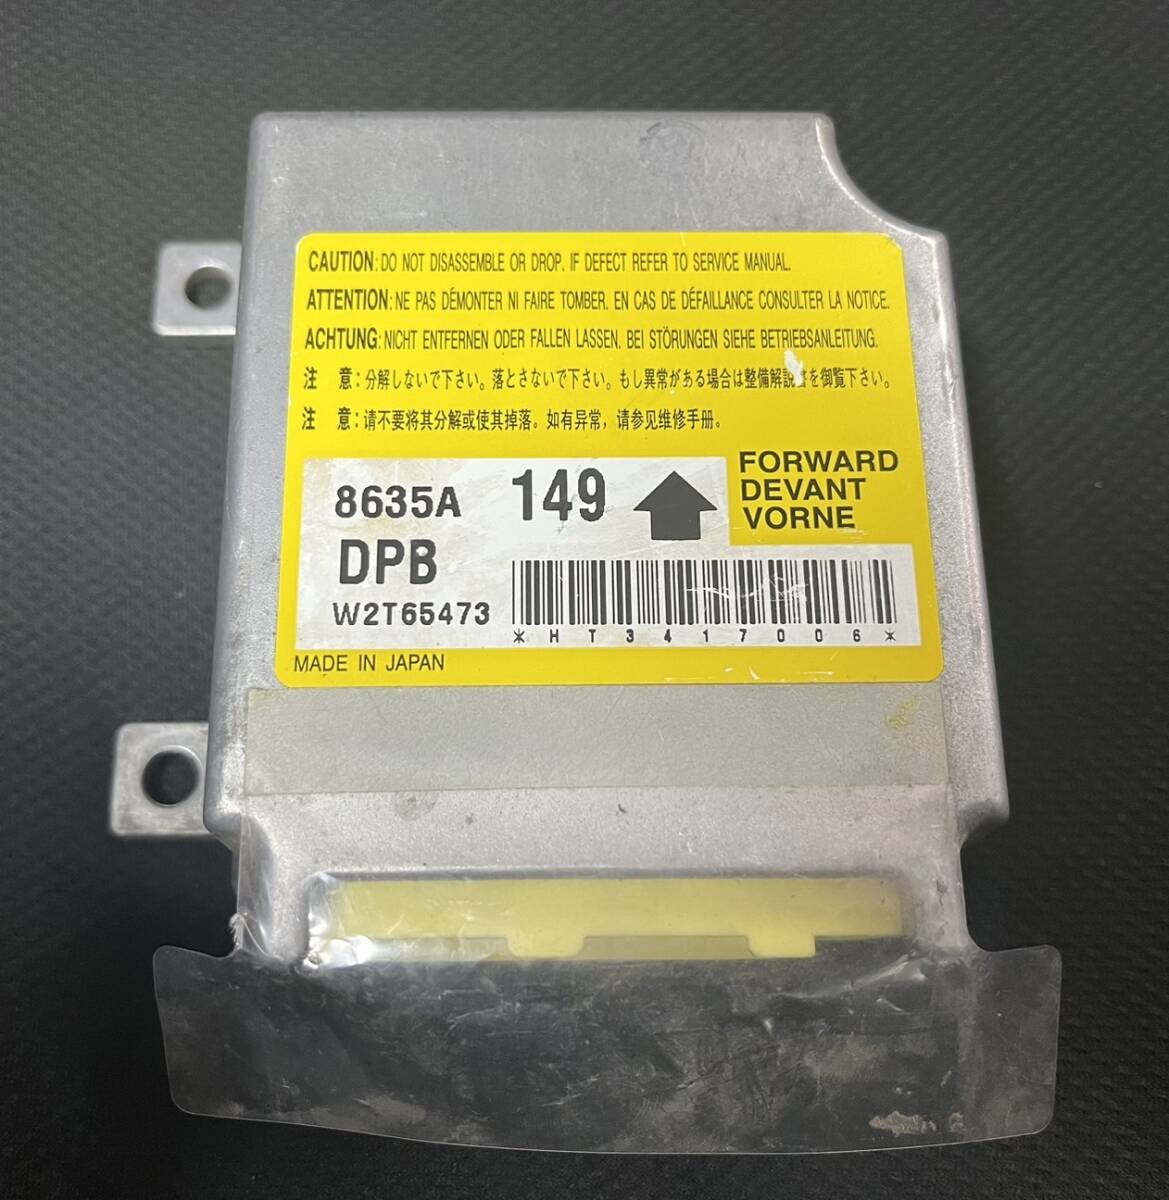 CAUTION: DO NOT DISASSEMBLE OR DROP. IF DEFECT REFER TO SERVICE MANUAL.
ATTENTION: NE PAS DÉMONTER NI FAIRE TOMBER. EN CAS DE DÉFAILLANCE CONSULTER LA NOTICE.
ACHTUNG: NICHT ENTFERNEN ODER FALLEN LASSEN. BEI STÖRUNGEN SIEHE BETRIEBSANLEITUNG.
注 意:分解しないで下さい。落とさないで下さい。もし異常がある場合は整備解説書を御覧下さい。
注 意:请不要将其分解或使其掉落。如有异常,请参见维修手册。
8635A 149
FORWARD
DEVANT
VORNE
DPB
W2T65473
*HT3417006*
MADE IN JAPAN